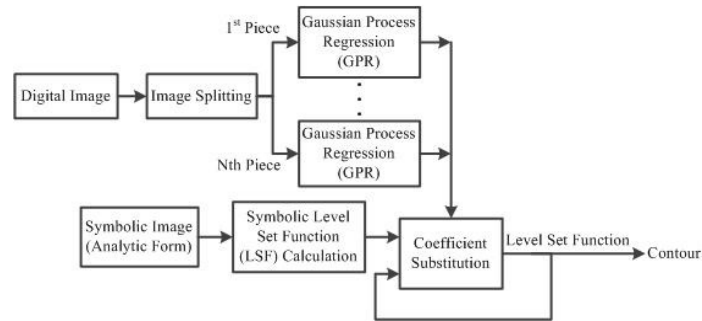 1st Piece
Gaussian Process
Regression
(GPR)
Digital Image
Image Splitting
Nth Piece
Gaussian Process
Regression
(GPR)
Symbolic Image
(Analytic Form)
Symbolic Level
Set Function
(LSF) Calculation
Coefficient
Substitution
Level Set Function
Contour